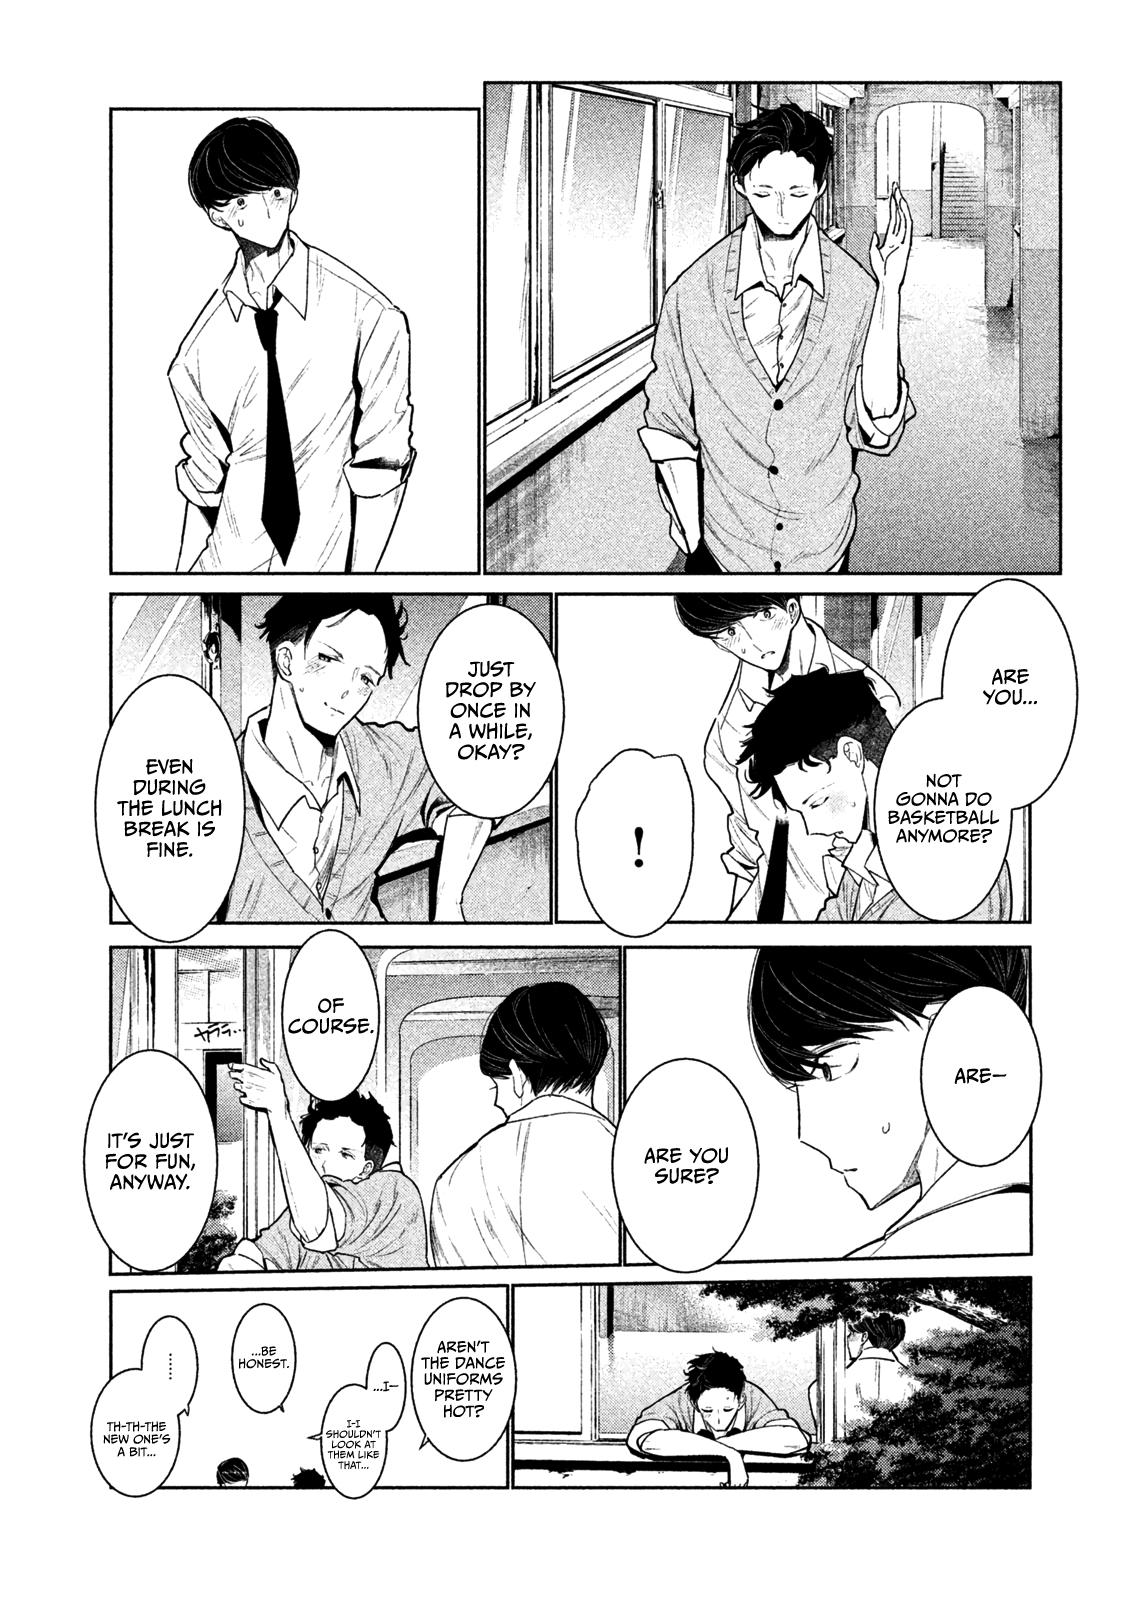 ARE
YOU...
NOT
GONNA DO
BASKETBALL
ANYMORE?
!
JUST
DROP BY
ONCE IN
A WHILE,
OKAY?
EVEN
DURING
THE LUNCH
BREAK IS
FINE.
ARE—
ARE YOU
SURE?
OF
COURSE.
IT'S JUST
FOR FUN,
ANYWAY.
AREN'T
THE DANCE
UNIFORMS
PRETTY
HOT?
...I—
I-I
SHOULDN'T
LOOK AT
THEM LIKE
THAT...
...BE
HONEST.
........
TH-TH-THE
NEW ONE'S
A BIT...